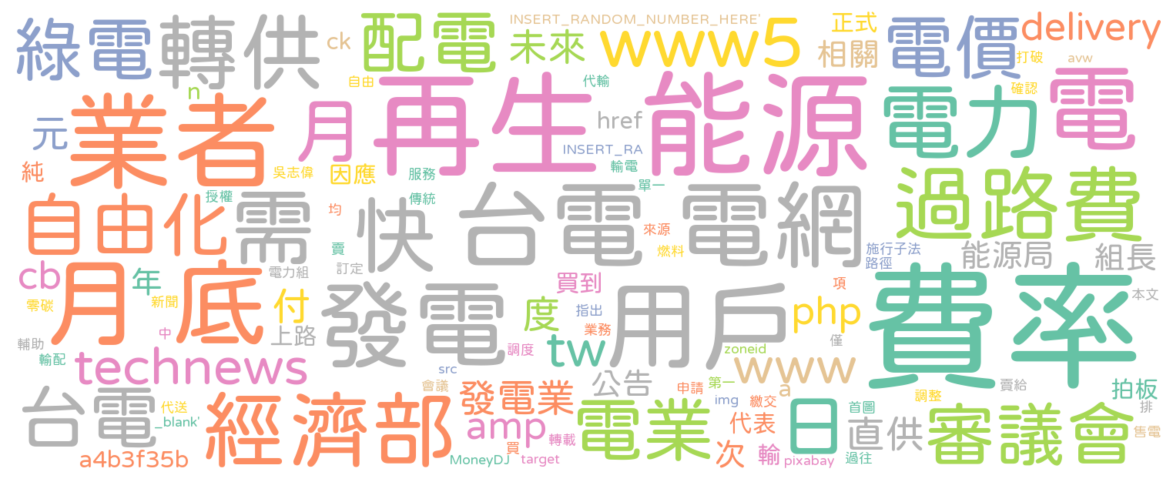 綠電
轉供
ck
配電
INSERT_RANDOM_NUMBER_HERE'
未來
www5
正式
相關
電價
delivery
打破
avw
n
自由
代輸
確認
元
業者
月
再生
能源
href
INSERT_RA
電力
電
純
吳志偉
因應
服務
輸電
授權
傳統
單一
過路費
自由化
需
均
快
台電
電網
來源
燃料
施行子法
路徑
能源局
組長
賣
訂定
cb
月底
年
電力組
零碳
新聞
付
發電
買到
度
指出
業務
用戶
項
php
費率
本文
中
上路
輔助
輸配
technews
調度
tw
zoneid
www
僅
src
會議
公告
a
第一
申請
賣給
拍板
台電
代送
_blank'
經濟部
發電業
amp
轉載
買
電業
img
繳交
代表
日
首圖
調整
排
直供
審議會
售電
a4b3f35b
MoneyDJ
target
次
輸
pixabay
過往